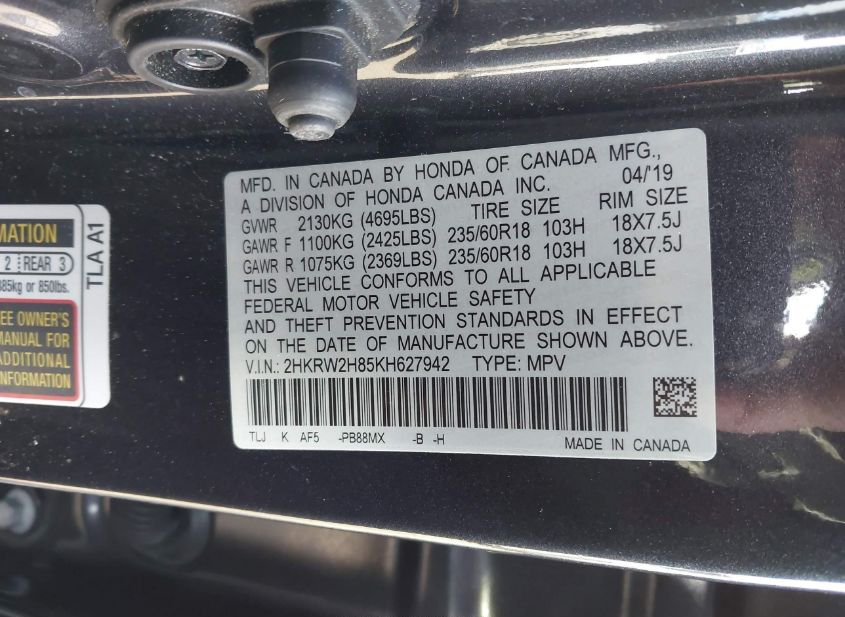 MFD. IN CANADA BY HONDA OF CANADA MFG.,
A DIVISION OF HONDA CANADA INC. 04/'19
GVWR 2130KG (4695LBS) TIRE SIZE RIM SIZE
GAWR F 1100KG (2425LBS) 235/60R18 103H 18X7.5J
GAWR R 1075KG (2369LBS) 235/60R18 103H 18X7.5J
THIS VEHICLE CONFORMS TO ALL APPLICABLE
FEDERAL MOTOR VEHICLE SAFETY
AND THEFT PREVENTION STANDARDS IN EFFECT
ON THE DATE OF MANUFACTURE SHOWN ABOVE.
V.I.N.: 2HKRW2H85KH627942 TYPE: MPV
TLJ K AF5 -PB88MX -B -H MADE IN CANADA
MATION
2 REAR 3
385kg or 850lbs.
EE OWNER'S
MANUAL FOR
ADDITIONAL
NFORMATION
TLA A1